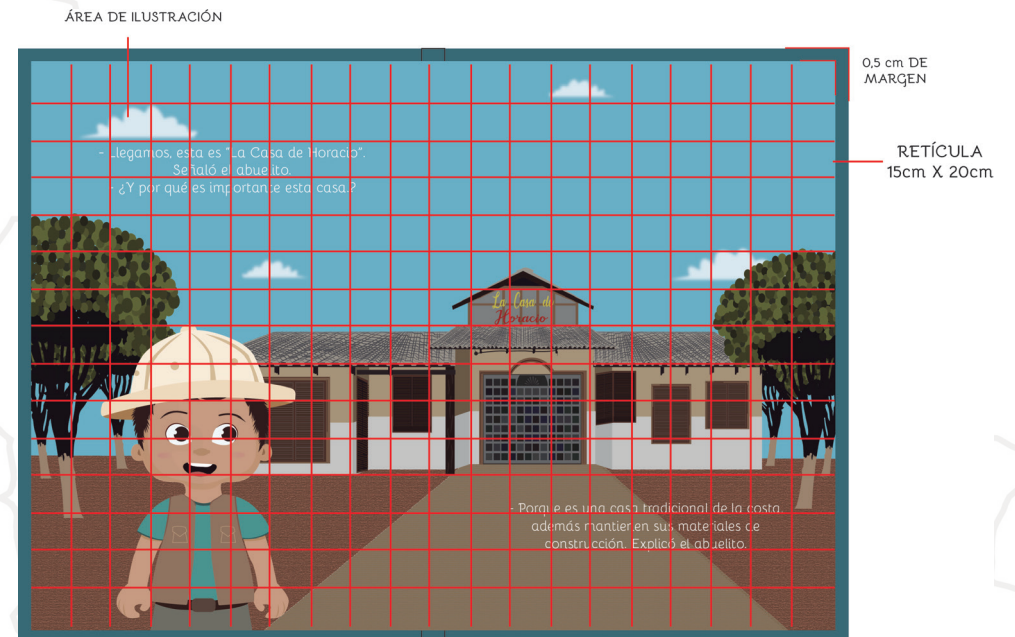 ÁREA DE ILUSTRACIÓN
0,5 cm DE
MARGEN
- Llegamos, esta es "La Casa de Horacio".
Señaló el abuelito.
- ¿Y por qué es importante esta casa.?
RETÍCULA
15cm X 20cm
La Casa de
Horacio
- Porque es una casa tradicional de la costa
además mantienen sus materiales de
construcción. Explicó el abuelito.